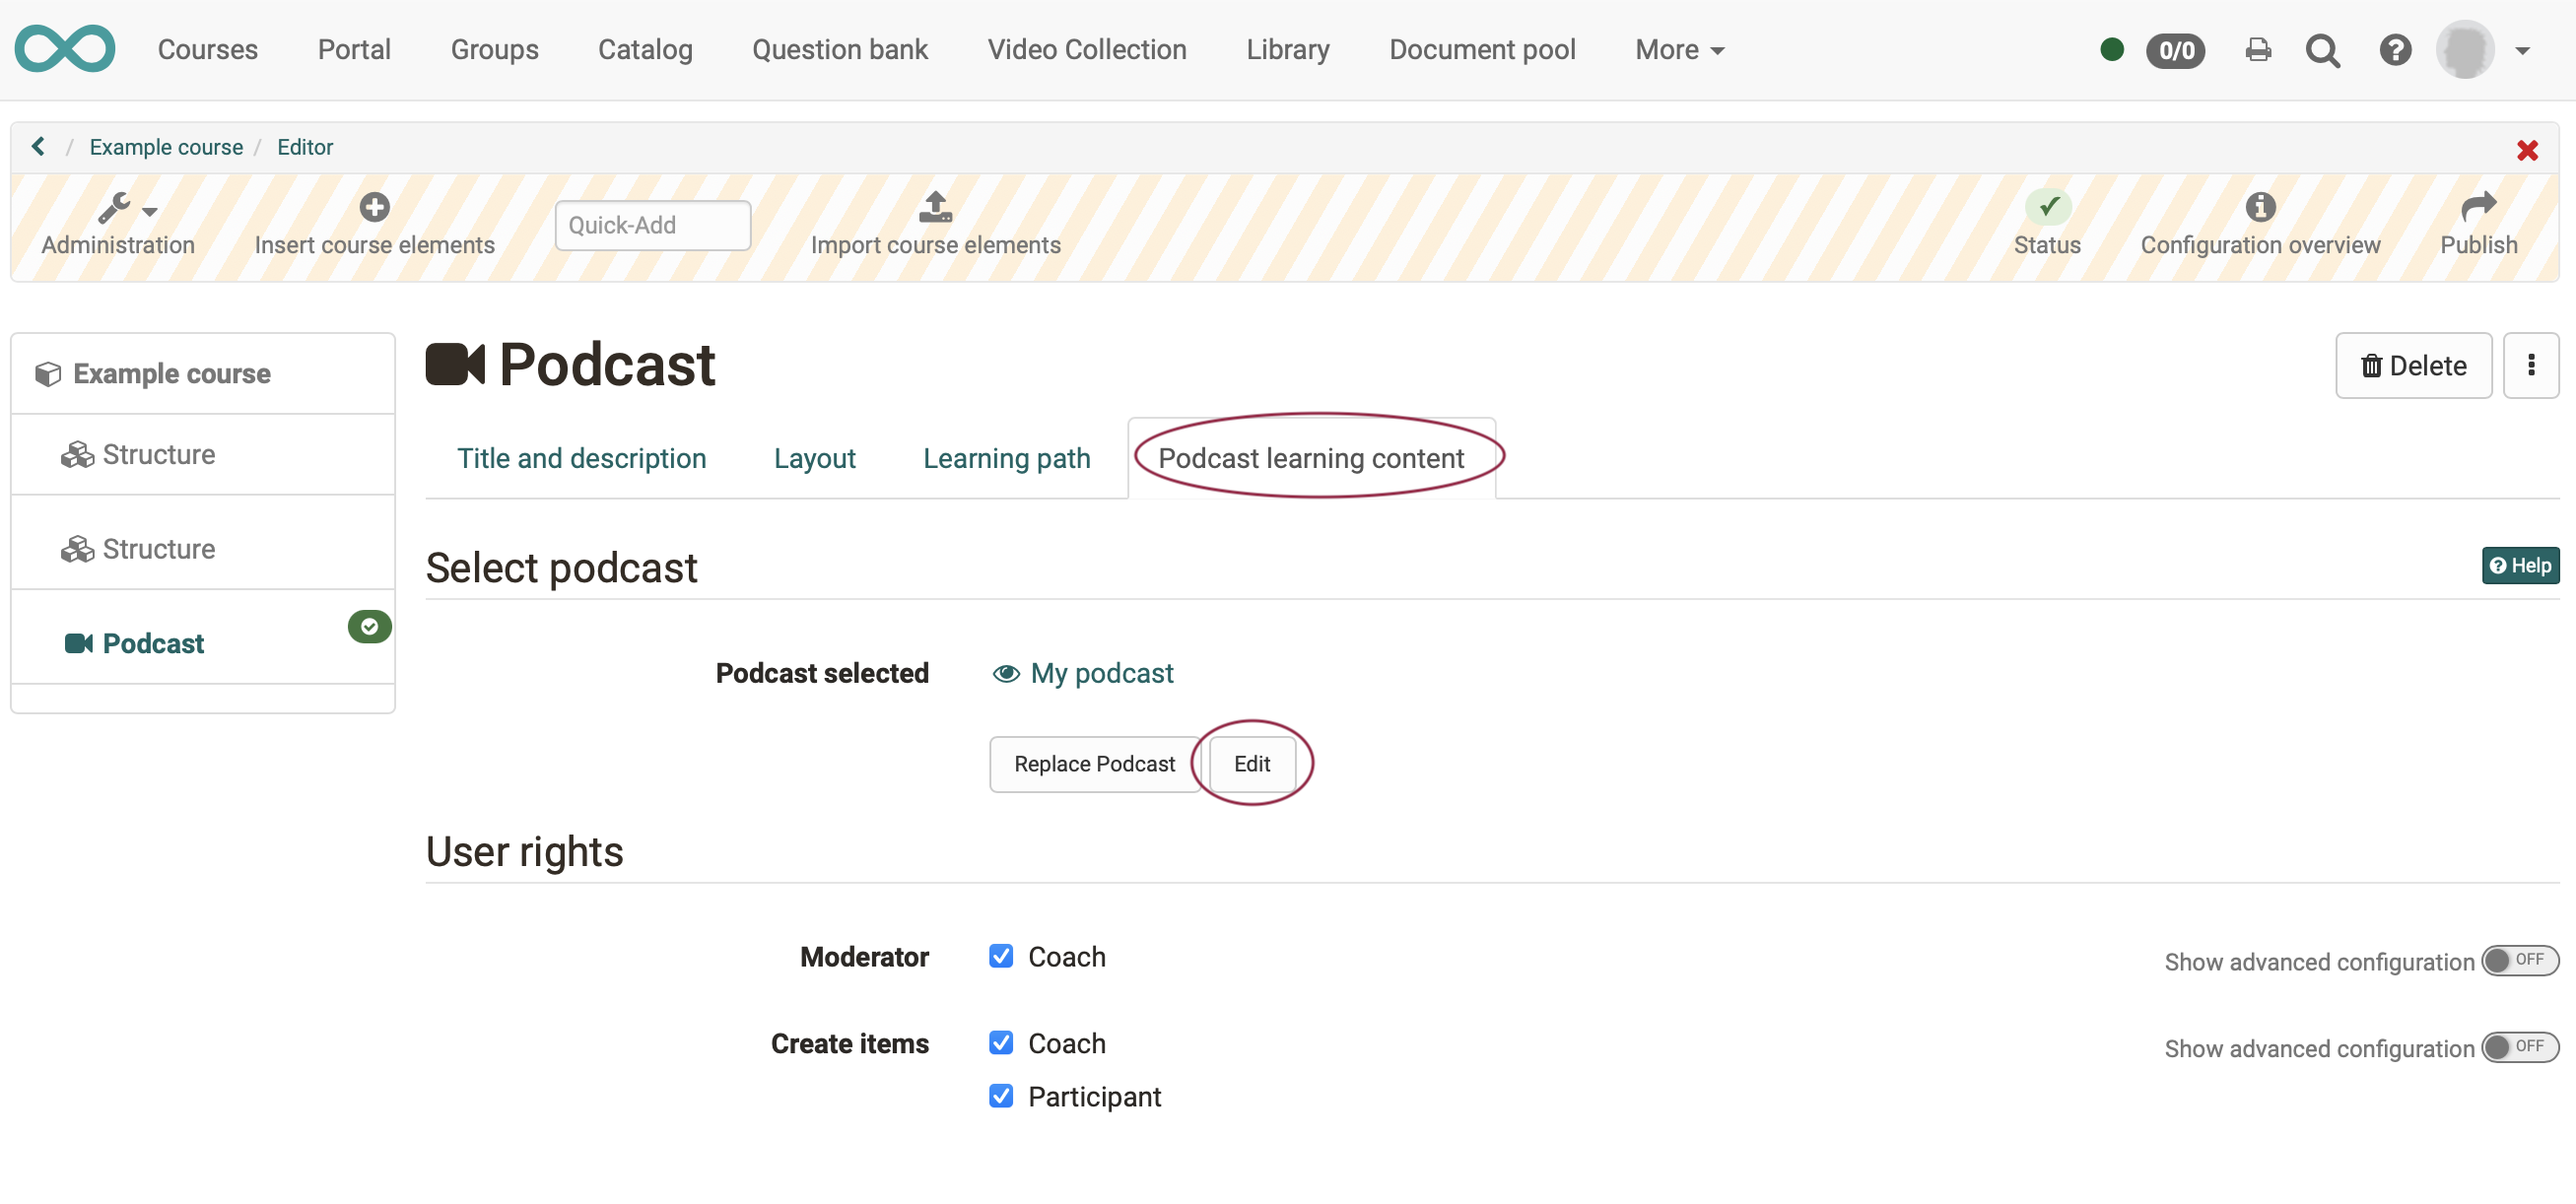 Courses Portal Groups Catalog Question bank Video Collection Library Document pool More 0/0
/ Example course / Editor
Administration Insert course elements Quick-Add Import course elements Status Configuration overview Publish
Example course
Structure
Structure
Podcast
Podcast
Delete
Title and description Layout Learning path Podcast learning content
Select podcast Help
Podcast selected My podcast
Replace Podcast Edit
User rights
Moderator Coach Show advanced configuration OFF
Create items Coach Show advanced configuration OFF
Participant